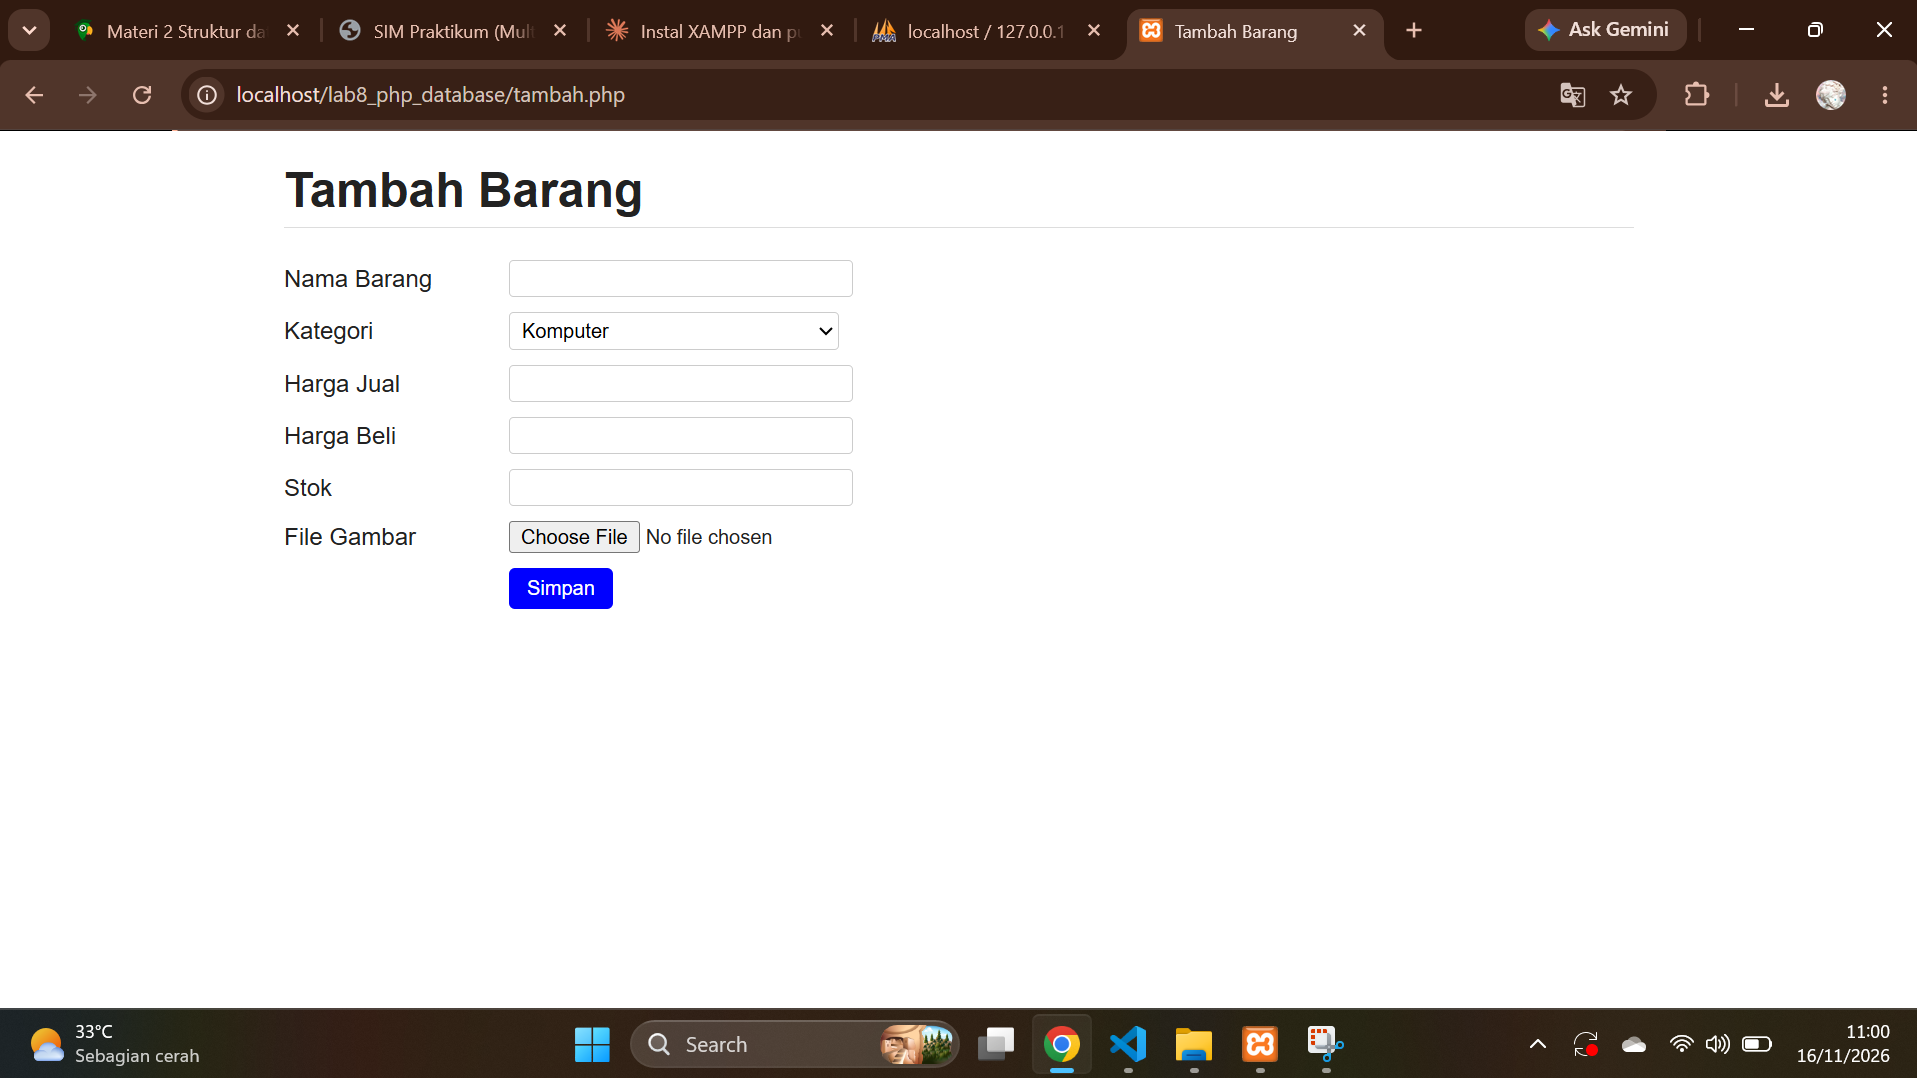 Materi 2 Struktur da
SIM Praktikum (Mult
Instal XAMPP dan pu
localhost / 127.0.0.1
Tambah Barang
Ask Gemini
localhost/lab8_php_database/tambah.php
Tambah Barang
Nama Barang
Kategori
Komputer
Harga Jual
Harga Beli
Stok
File Gambar
Choose File No file chosen
Simpan
33°C
Sebagian cerah
Search
11:00
16/11/2026